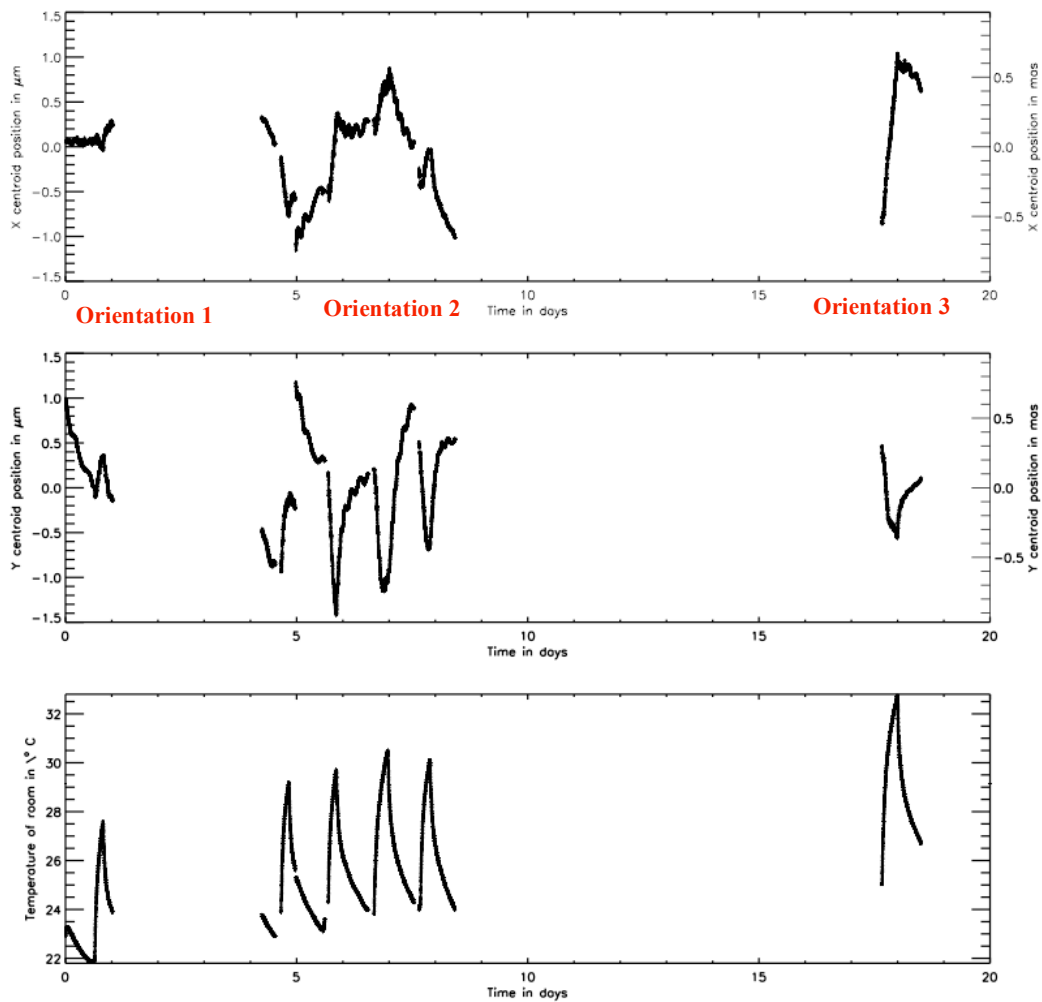 1.5
1.0
0.5
0.0
−0.5
−1.0
−1.5
X centroid position in μm
0.5
0.0
−0.5
X centroid position in mas
0 5 10 15 20
Time in days
Orientation 1 Orientation 2 Orientation 3
1.5
1.0
0.5
0.0
−0.5
−1.0
−1.5
Y centroid position in μm
0.5
0.0
−0.5
Y centroid position in mas
0 5 10 15 20
Time in days
32
30
28
26
24
22
Temperature of room in \° C
0 5 10 15 20
Time in days